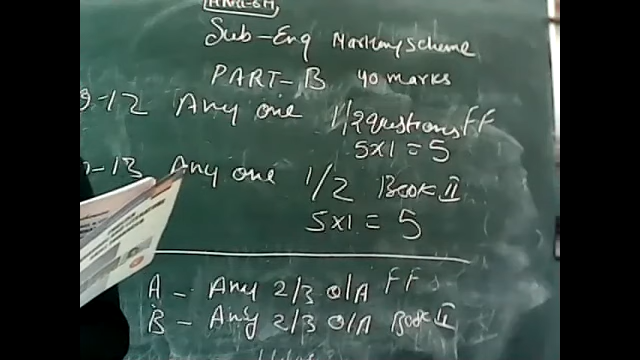 Sub-Eng Marking Scheme
PART-B 40 marks
-12 Any one 1/2 questions FF
5x1 = 5
-13 Any one 1/2 Book II
5x1 = 5
A - Any 2/3 O/A FF
B - Any 2/3 O/A Book II